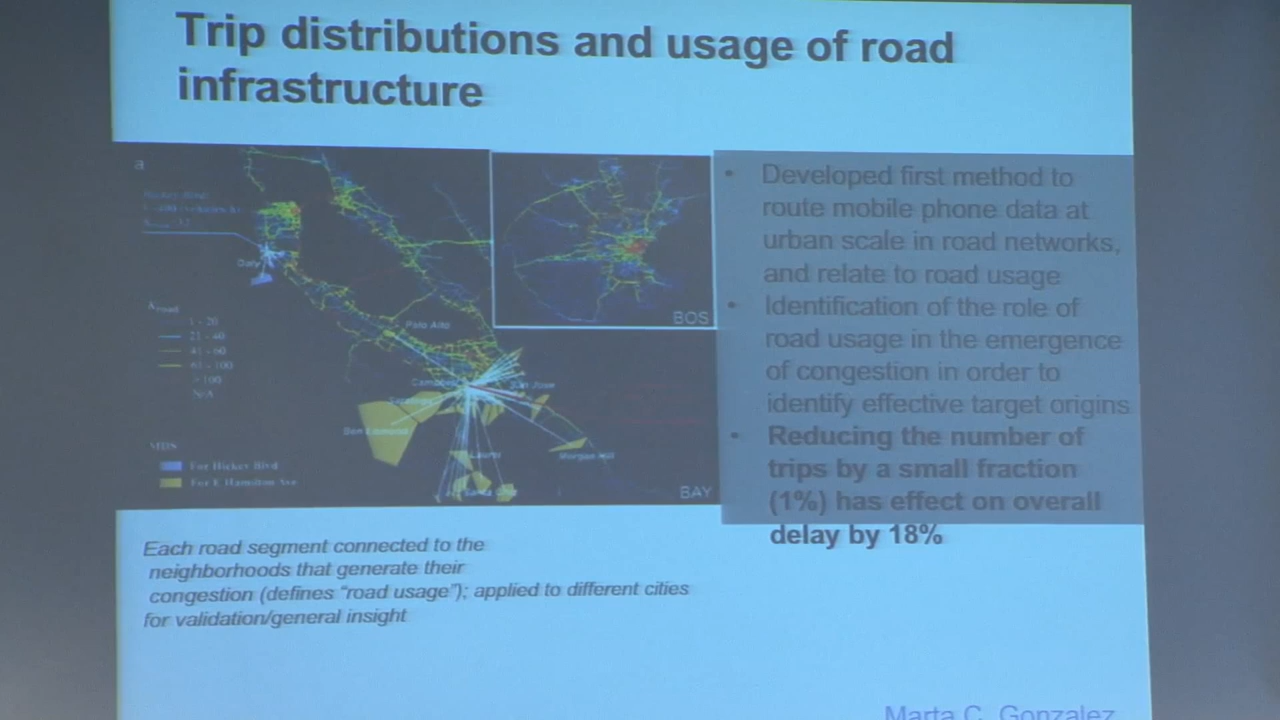 Trip distributions and usage of road
infrastructure
a
Daly
Palo Alto
San Jose
Morgan Hill
1 - 20
21 - 40
41 - 60
61 - 100
> 100
N/A
MDS
For Hickey Blvd
For E Hamilton Ave
BOS
BAY
• Developed first method to
route mobile phone data at
urban scale in road networks,
and relate to road usage
• Identification of the role of
road usage in the emergence
of congestion in order to
identify effective target origins
• Reducing the number of
trips by a small fraction
(1%) has effect on overall
delay by 18%
Each road segment connected to the
neighborhoods that generate their
congestion (defines “road usage”); applied to different cities
for validation/general insight
Marta C. Gonzalez